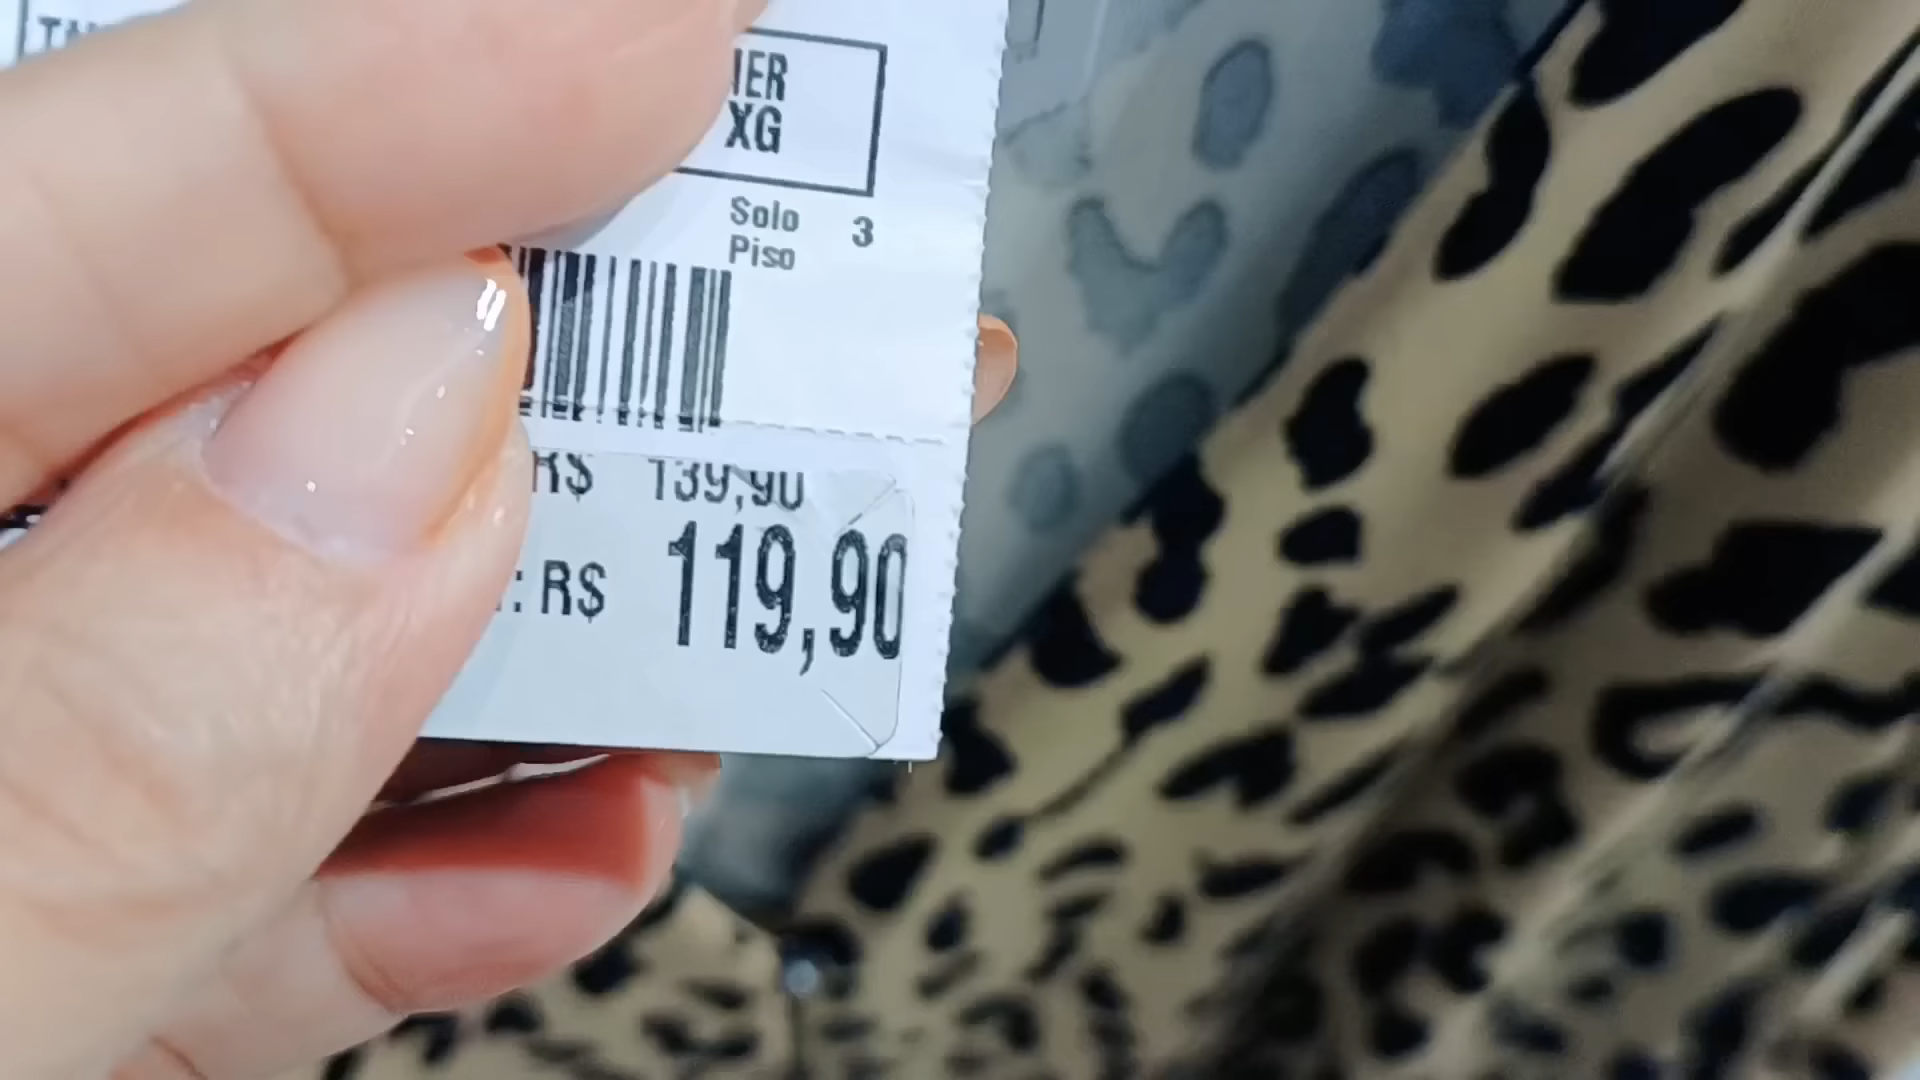 IER
XG
Solo 3
Piso
R$ 139,90
: R$ 119,90